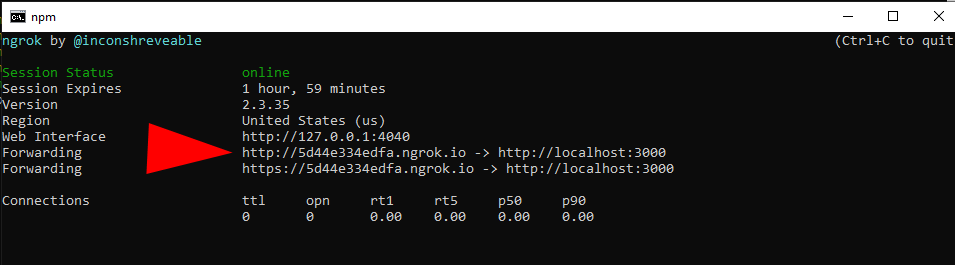 npm
ngrok by @inconshreveable (Ctrl+C to quit
Session Status online
Session Expires 1 hour, 59 minutes
Version 2.3.35
Region United States (us)
Web Interface http://127.0.0.1:4040
Forwarding http://5d44e334edfa.ngrok.io -> http://localhost:3000
Forwarding https://5d44e334edfa.ngrok.io -> http://localhost:3000
Connections ttl opn rt1 rt5 p50 p90
0 0 0.00 0.00 0.00 0.00